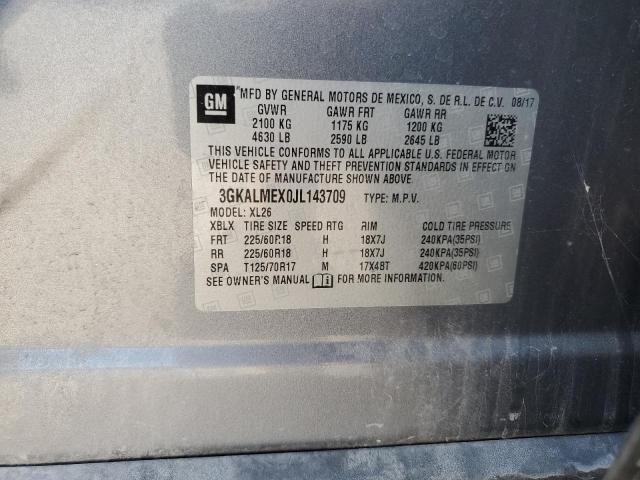 GM
MFD BY GENERAL MOTORS DE MEXICO, S. DE R.L. DE C.V. 08/17
GVWR GAWR FRT GAWR RR
2100 KG 1175 KG 1200 KG
4630 LB 2590 LB 2645 LB
THIS VEHICLE CONFORMS TO ALL APPLICABLE U.S. FEDERAL MOTOR
VEHICLE SAFETY AND THEFT PREVENTION STANDARDS IN EFFECT ON
THE DATE OF MANUFACTURE SHOWN ABOVE.
3GKALMEX0JL143709 TYPE: M.P.V.
MODEL: XL26
XBLX TIRE SIZE SPEED RTG RIM COLD TIRE PRESSURE
FRT 225/60R18 H 18X7J 240KPA(35PSI)
RR 225/60R18 H 18X7J 240KPA(35PSI)
SPA T125/70R17 M 17X4BT 420KPA(60PSI)
SEE OWNER'S MANUAL FOR MORE INFORMATION.